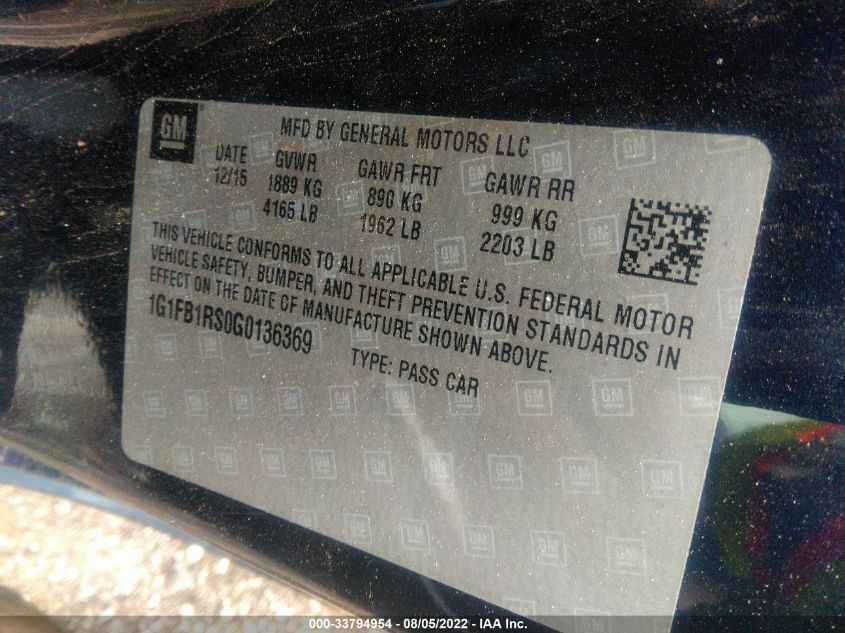 GM
MFD BY GENERAL MOTORS LLC
DATE GVWR GAWR FRT GAWR RR
12/15 1889 KG 890 KG 999 KG
4165 LB 1962 LB 2203 LB
THIS VEHICLE CONFORMS TO ALL APPLICABLE U.S. FEDERAL MOTOR
VEHICLE SAFETY, BUMPER, AND THEFT PREVENTION STANDARDS IN
EFFECT ON THE DATE OF MANUFACTURE SHOWN ABOVE.
1G1FB1RS0G0136369 TYPE: PASS CAR
000-33794954 - 08/05/2022 - IAA Inc.